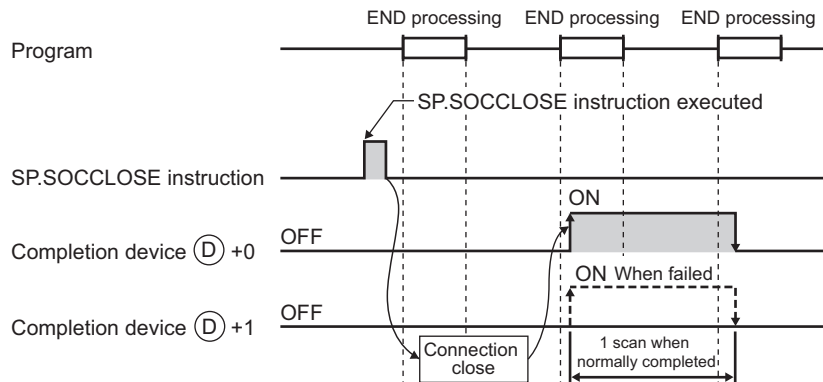 END processing END processing END processing
Program
SP.SOCCLOSE instruction executed
SP.SOCCLOSE instruction
ON
Completion device Ⓓ +0 OFF
ON When failed
Completion device Ⓓ +1 OFF
Connection close
1 scan when normally completed